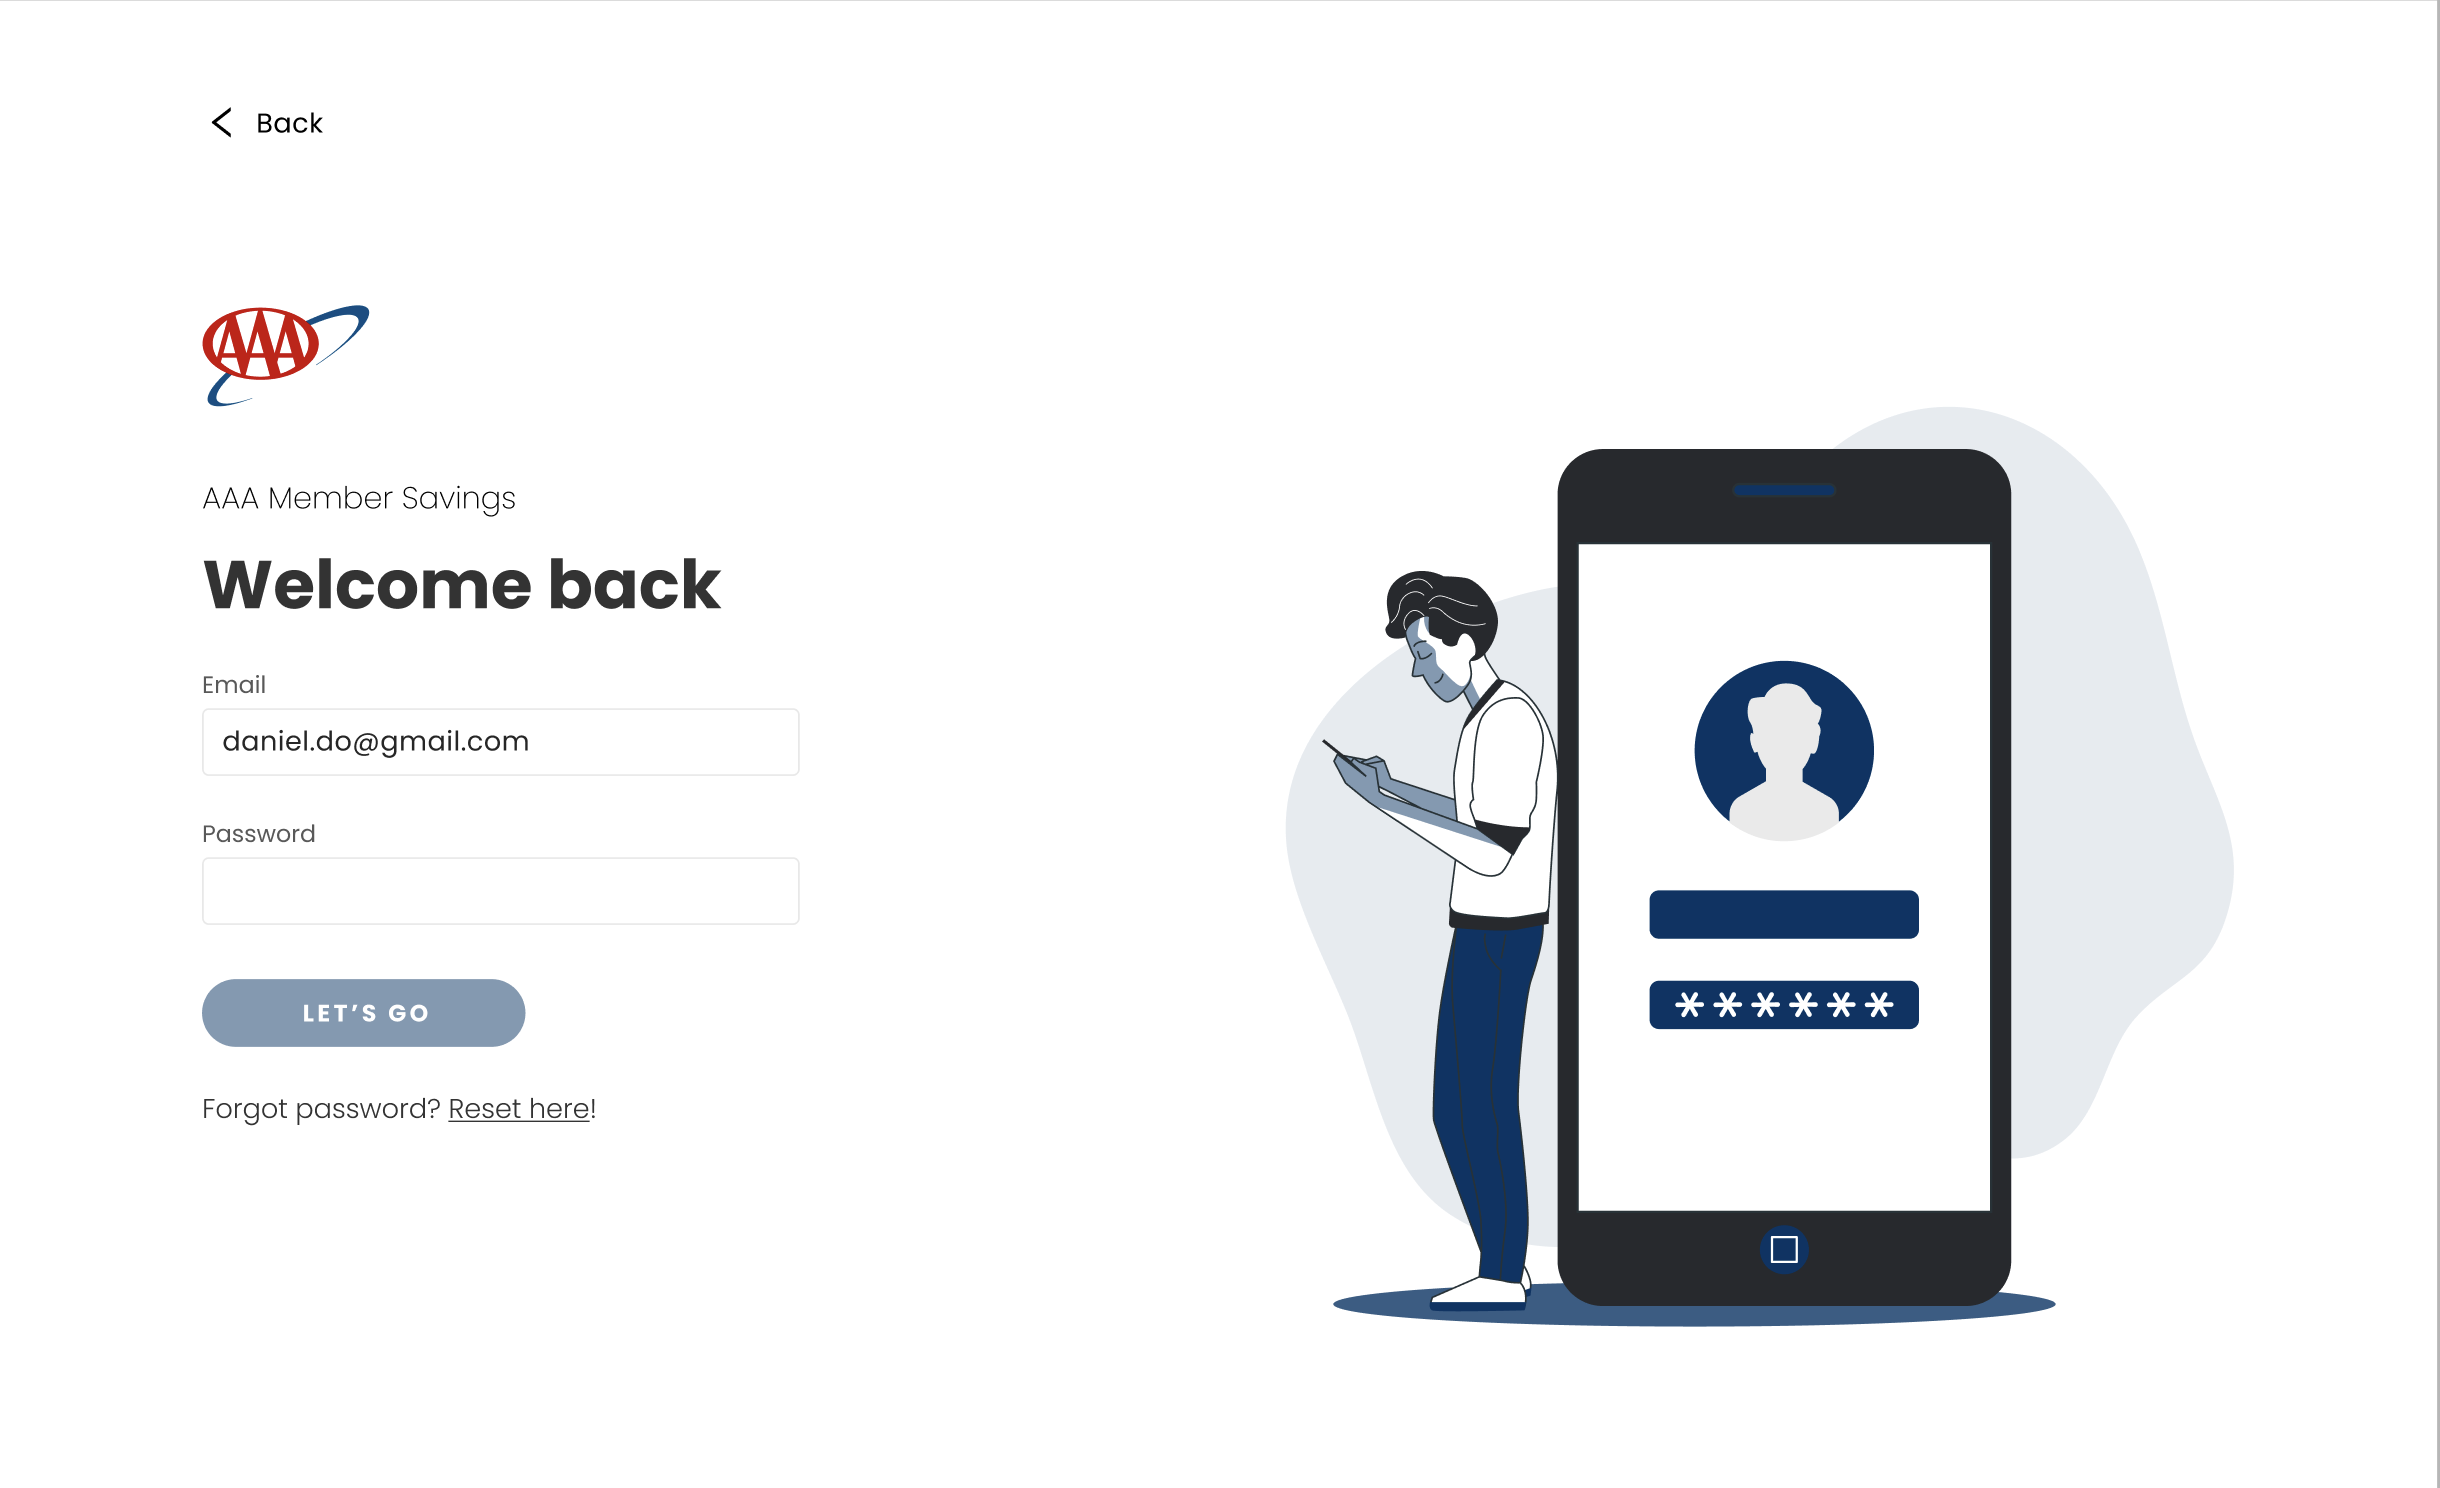 Back
AAA
AAA Member Savings
Welcome back
Email
daniel.do@gmail.com
Password
LET’S GO
Forgot password? Reset here!
******